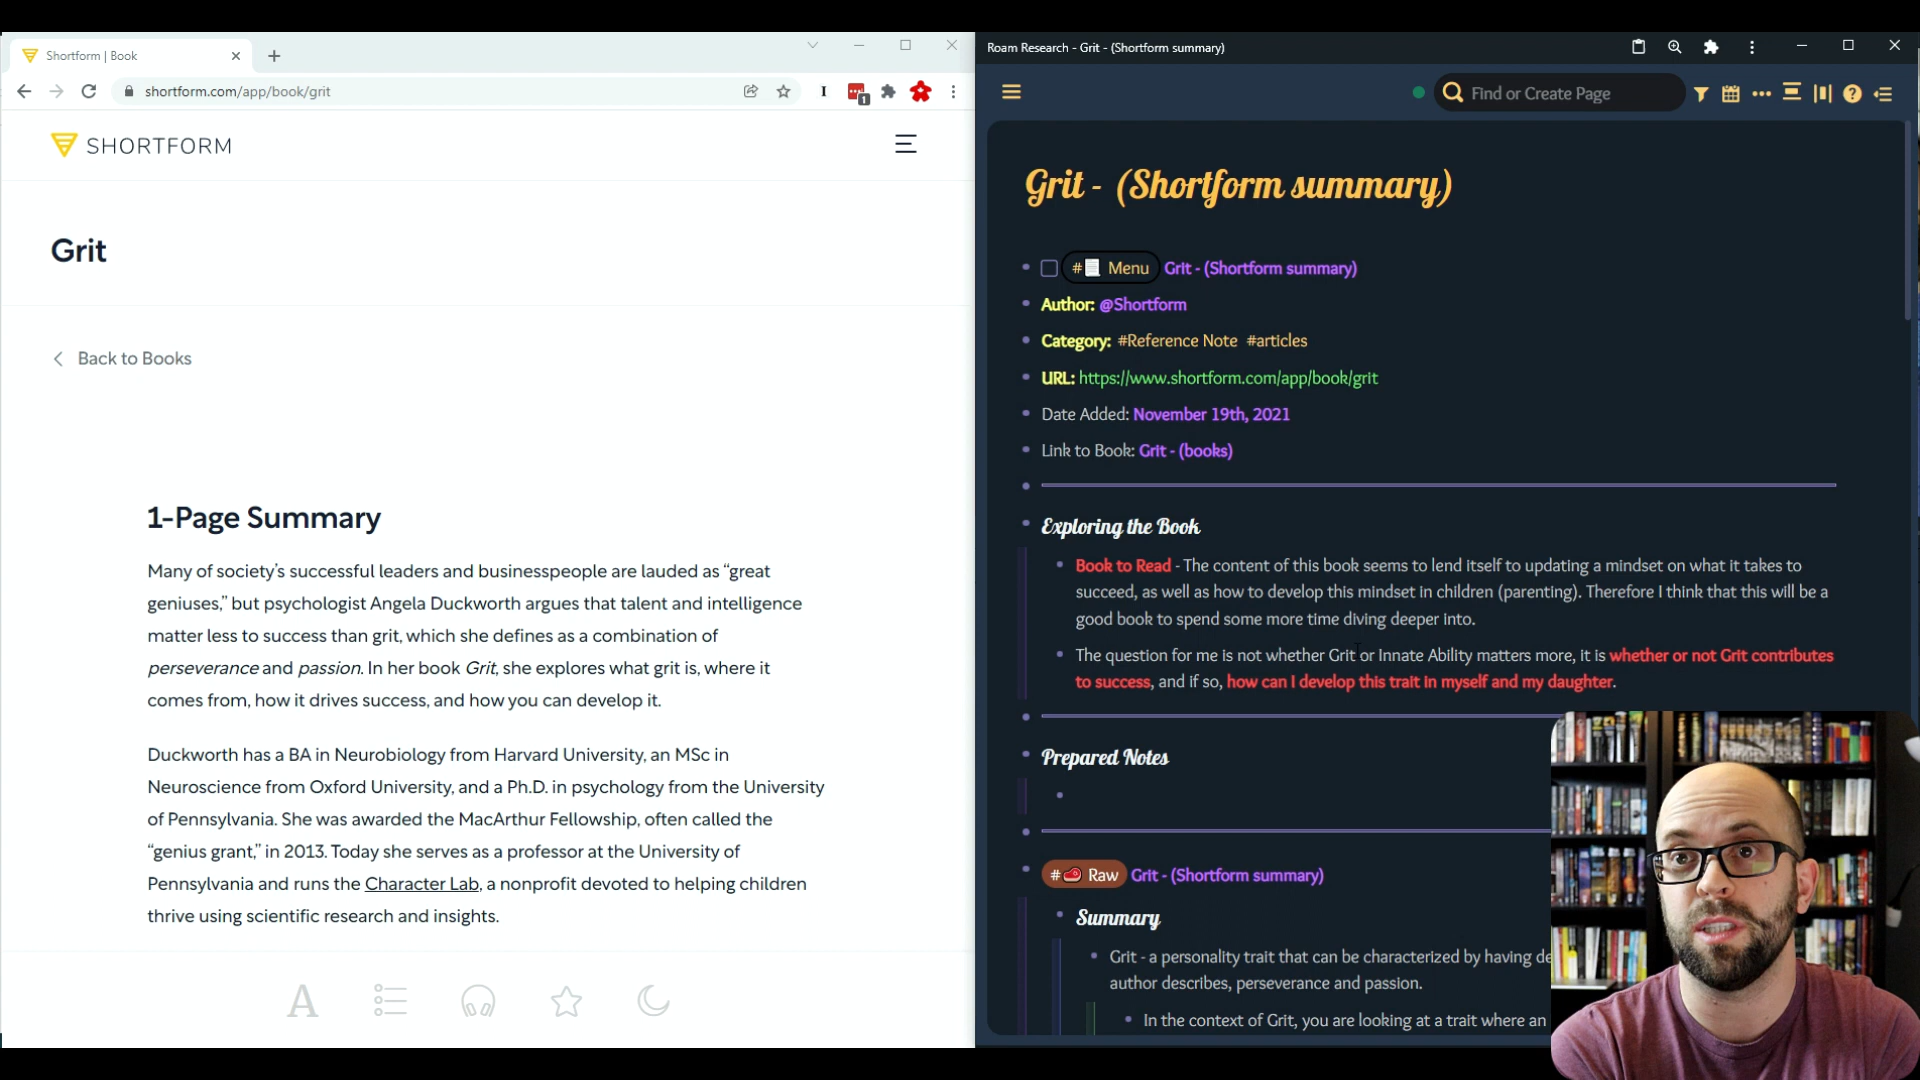 Shortform | Book
shortform.com/app/book/grit
1
SHORTFORM
Grit
Back to Books
1-Page Summary
Many of society's successful leaders and businesspeople are lauded as “great
geniuses,” but psychologist Angela Duckworth argues that talent and intelligence
matter less to success than grit, which she defines as a combination of
perseverance and passion. In her book Grit, she explores what grit is, where it
comes from, how it drives success, and how you can develop it.
Duckworth has a BA in Neurobiology from Harvard University, an MSc in
Neuroscience from Oxford University, and a Ph.D. in psychology from the University
of Pennsylvania. She was awarded the MacArthur Fellowship, often called the
“genius grant,” in 2013. Today she serves as a professor at the University of
Pennsylvania and runs the Character Lab, a nonprofit devoted to helping children
thrive using scientific research and insights.
A
Roam Research - Grit - (Shortform summary)
Find or Create Page
Grit - (Shortform summary)
# Menu Grit - (Shortform summary)
Author: @Shortform
Category: #Reference Note #articles
URL: https://www.shortform.com/app/book/grit
Date Added: November 19th, 2021
Link to Book: Grit - (books)
Exploring the Book
Book to Read - The content of this book seems to lend itself to updating a mindset on what it takes to
succeed, as well as how to develop this mindset in children (parenting). Therefore I think that this will be a
good book to spend some more time diving deeper into.
The question for me is not whether Grit or Innate Ability matters more, it is whether or not Grit contributes
to success, and if so, how can I develop this trait in myself and my daughter.
Prepared Notes
# Raw Grit - (Shortform summary)
Summary
Grit - a personality trait that can be characterized by having de
author describes, perseverance and passion.
In the context of Grit, you are looking at a trait where an